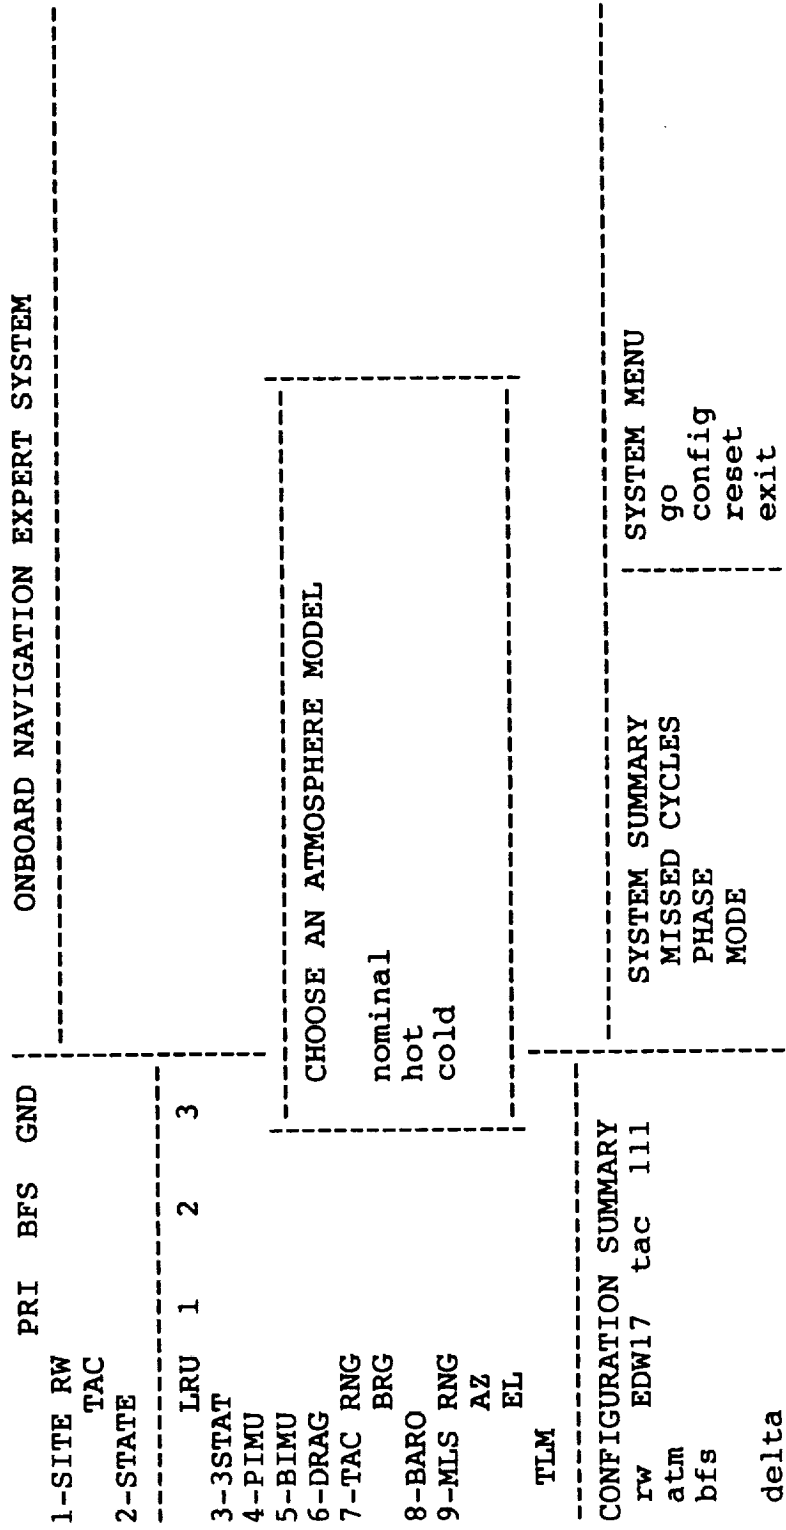 PRI BFS GND
1-SITE RW
TAC
2-STATE
LRU 1 2 3
3-3STAT
4-PIMU
5-BIMU
6-DRAG
7-TAC RNG
BRG
8-BARO
9-MLS RNG
AZ
EL
TLM
CONFIGURATION SUMMARY
rw EDW17 tac 111
atm
bfs
delta
ONBOARD NAVIGATION EXPERT SYSTEM
CHOOSE AN ATMOSPHERE MODEL
nominal
hot
cold
SYSTEM SUMMARY
MISSED CYCLES
PHASE
MODE
SYSTEM MENU
go
config
reset
exit